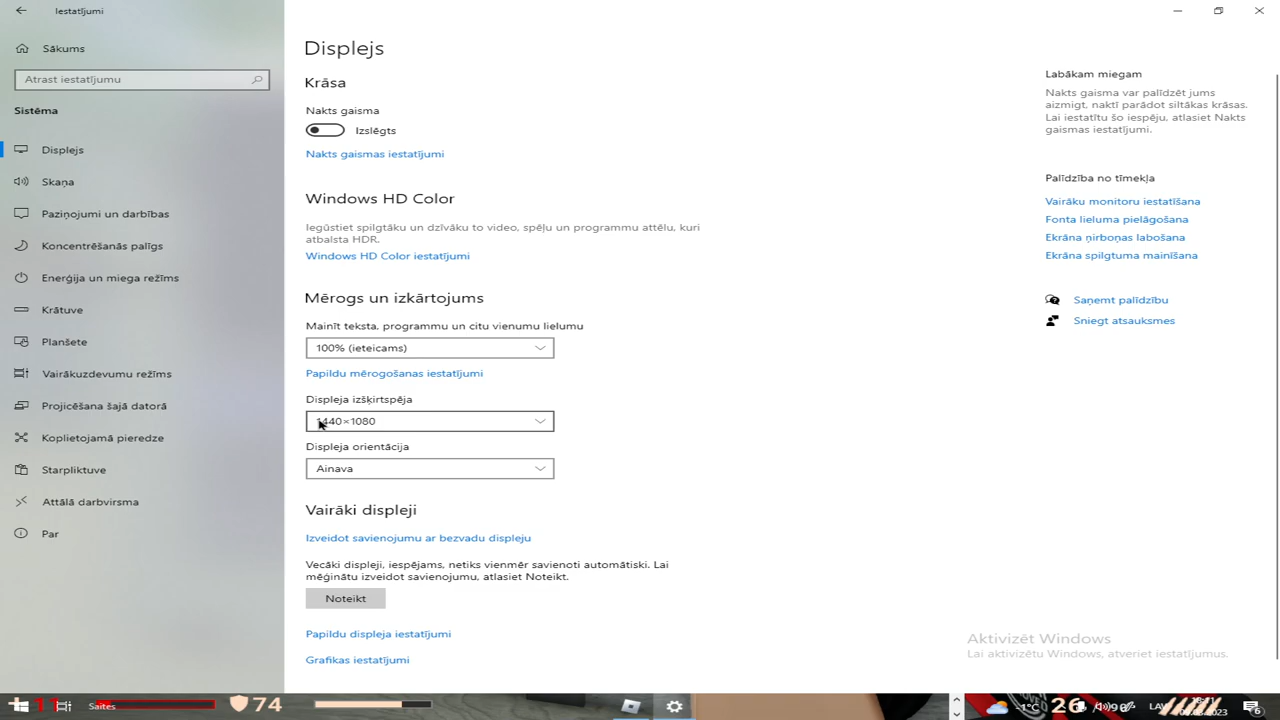 Iestatījumi
Sākums
Atrast iestatījumu
Sistēma
Displejs
Skaņa
Paziņojumi un darbības
Koncentrēšanās palīgs
Enerģija un miega režīms
Krātuve
Planšete
Vairākuzdevumu režīms
Projicēšana šajā datorā
Koplietojamā pieredze
Starpliktuve
Attālā darbvirsma
Par
Displejs
Krāsa
Nakts gaisma
Izslēgts
Nakts gaismas iestatījumi
Windows HD Color
Iegūstiet spilgtāku un dzīvāku to video, spēļu un programmu attēlu, kuri
atbalsta HDR.
Windows HD Color iestatījumi
Mērogs un izkārtojums
Mainīt teksta, programmu un citu vienumu lielumu
100% (ieteicams)
Papildu mērogošanas iestatījumi
Displeja izšķirtspēja
1440×1080
Displeja orientācija
Ainava
Vairāki displeji
Izveidot savienojumu ar bezvadu displeju
Vecāki displeji, iespējams, netiks vienmēr savienoti automātiski. Lai
mēģinātu izveidot savienojumu, atlasiet Noteikt.
Noteikt
Papildu displeja iestatījumi
Grafikas iestatījumi
Labākam miegam
Nakts gaisma var palīdzēt jums
aizmigt, naktī parādot siltākas krāsas.
Lai iestatītu šo iespēju, atlasiet Nakts
gaismas iestatījumi.
Palīdzība no tīmekļa
Vairāku monitoru iestatīšana
Fonta lieluma pielāgošana
Ekrāna ņirboņas labošana
Ekrāna spilgtuma mainīšana
Saņemt palīdzību
Sniegt atsauksmes
Aktivizēt Windows
Lai aktivizētu Windows, atveriet iestatījumus.
11
Saites
74
-1°C
26
LAV